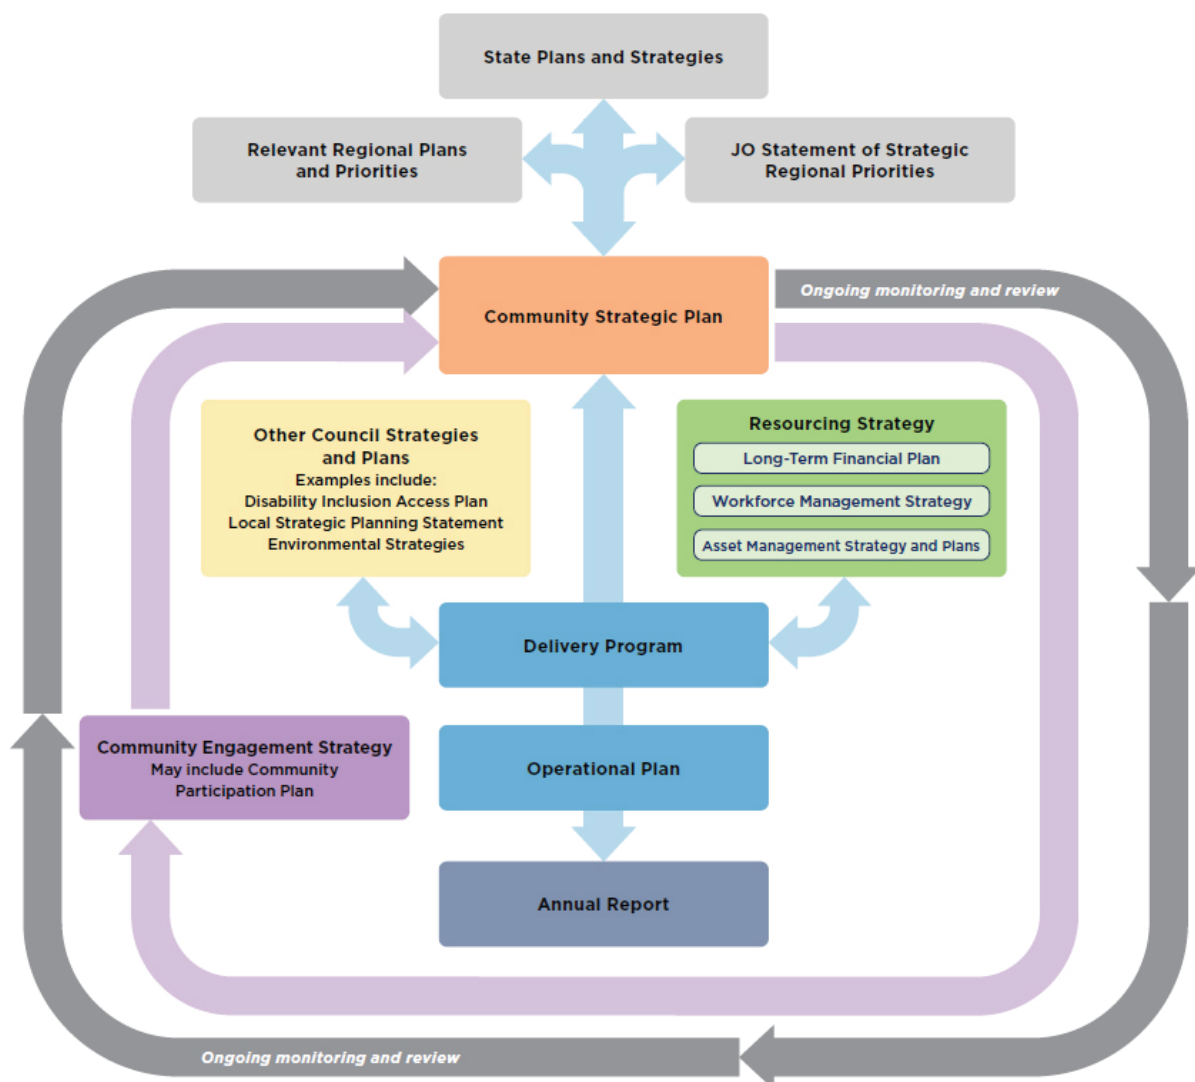 State Plans and Strategies
Relevant Regional Plans
and Priorities
JO Statement of Strategic
Regional Priorities
Community Strategic Plan
Ongoing monitoring and review
Other Council Strategies
and Plans
Examples include:
Disability Inclusion Access Plan
Local Strategic Planning Statement
Environmental Strategies
Resourcing Strategy
Long-Term Financial Plan
Workforce Management Strategy
Asset Management Strategy and Plans
Delivery Program
Community Engagement Strategy
May include Community
Participation Plan
Operational Plan
Annual Report
Ongoing monitoring and review